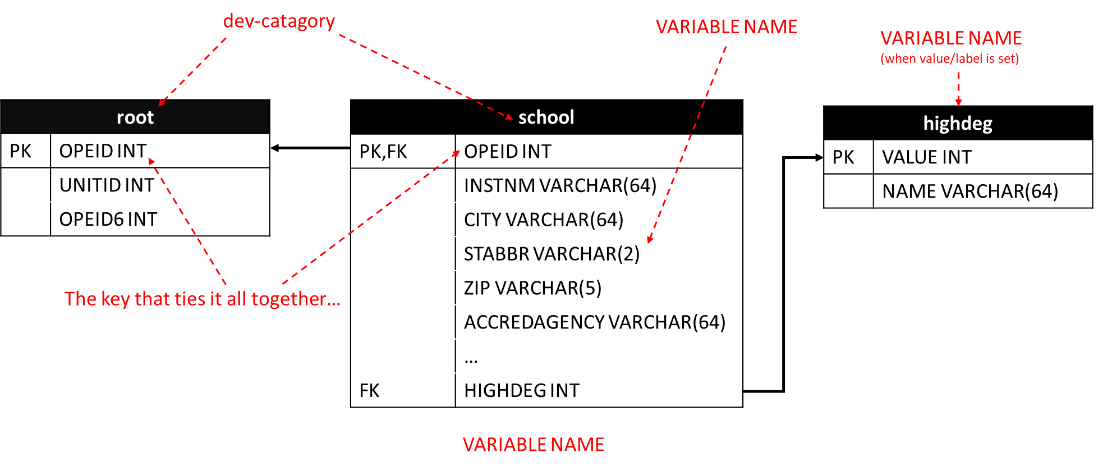 dev-catagory
VARIABLE NAME
VARIABLE NAME
(when value/label is set)
root
PK OPEID INT
UNITID INT
OPEID6 INT
The key that ties it all together...
school
PK,FK OPEID INT
INSTNM VARCHAR(64)
CITY VARCHAR(64)
STABBR VARCHAR(2)
ZIP VARCHAR(5)
ACCREDAGENCY VARCHAR(64)
...
FK HIGHDEG INT
highdeg
PK VALUE INT
NAME VARCHAR(64)
VARIABLE NAME